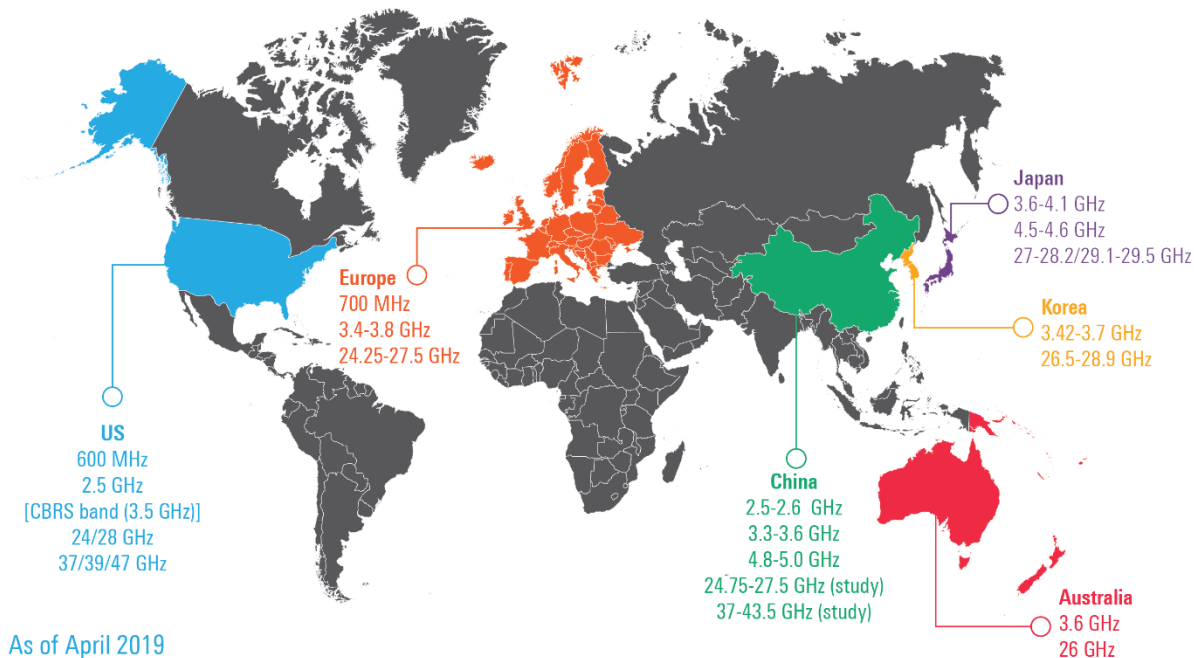 US
600 MHz
2.5 GHz
[CBRS band (3.5 GHz)]
24/28 GHz
37/39/47 GHz
Europe
700 MHz
3.4-3.8 GHz
24.25-27.5 GHz
China
2.5-2.6 GHz
3.3-3.6 GHz
4.8-5.0 GHz
24.75-27.5 GHz (study)
37-43.5 GHz (study)
Japan
3.6-4.1 GHz
4.5-4.6 GHz
27-28.2/29.1-29.5 GHz
Korea
3.42-3.7 GHz
26.5-28.9 GHz
Australia
3.6 GHz
26 GHz
As of April 2019